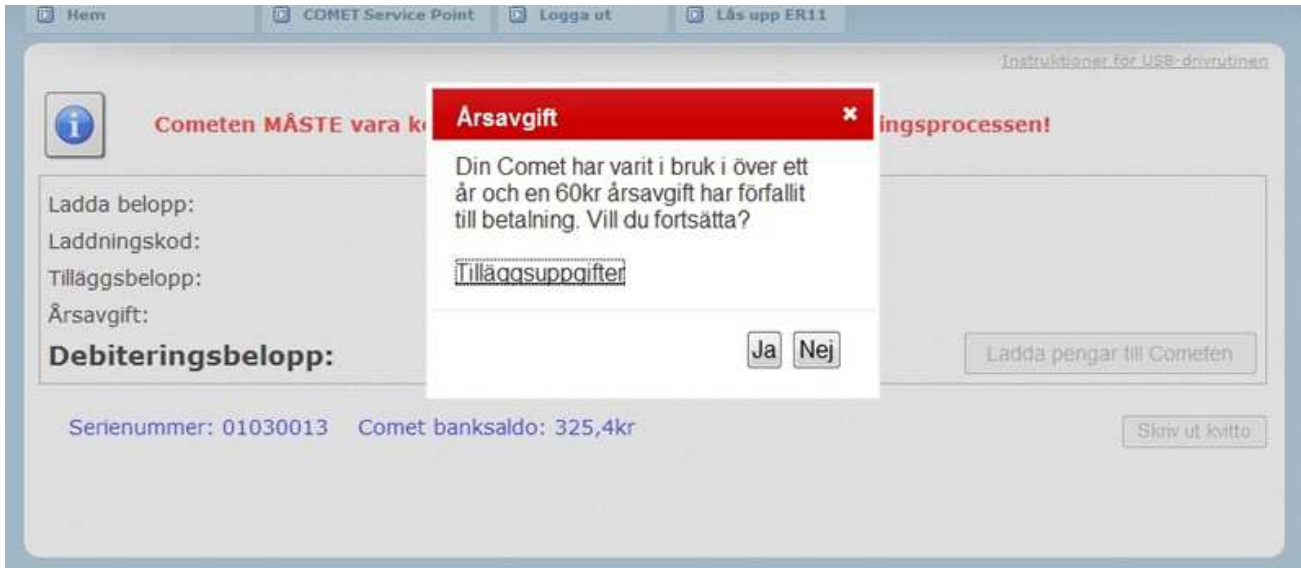 Hem
COMET Service Point
Logga ut
Lås upp ER11
Instruktioner för USB-drivrutinen
Cometen MÅSTE vara k
ingsprocessen!
Årsavgift
Din Comet har varit i bruk i över ett
år och en 60kr årsavgift har förfallit
till betalning. Vill du fortsätta?
Tilläggsuppgifter
Ja Nej
Ladda belopp:
Laddningskod:
Tilläggsbelopp:
Årsavgift:
Debiteringsbelopp:
Ladda pengar till Cometen
Serienummer: 01030013 Comet banksaldo: 325,4kr
Skriv ut kvitto